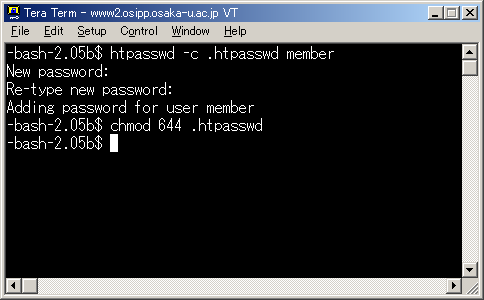 Tera Term - www2.osipp.osaka-u.ac.jp VT
File Edit Setup Control Window Help
-bash-2.05b$ htpasswd -c .htpasswd member
New password:
Re-type new password:
Adding password for user member
-bash-2.05b$ chmod 644 .htpasswd
-bash-2.05b$